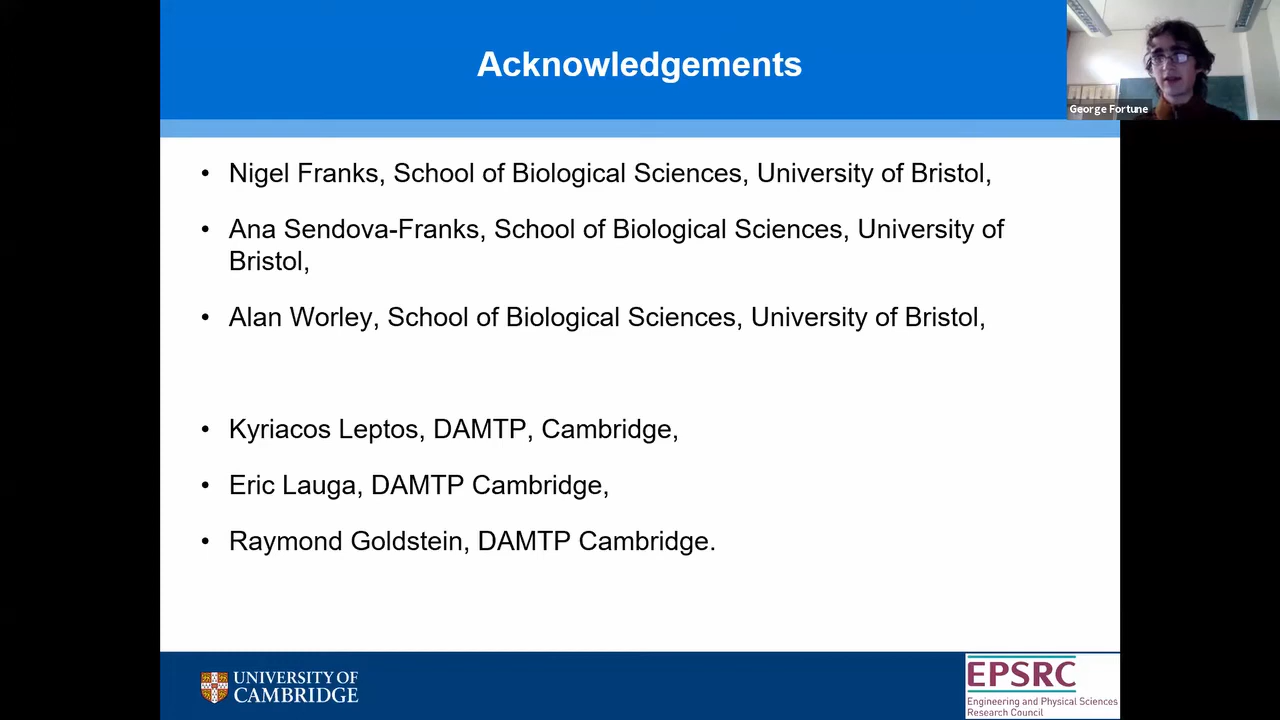 Acknowledgements
George Fortune
• Nigel Franks, School of Biological Sciences, University of Bristol,
• Ana Sendova-Franks, School of Biological Sciences, University of
Bristol,
• Alan Worley, School of Biological Sciences, University of Bristol,
• Kyriacos Leptos, DAMTP, Cambridge,
• Eric Lauga, DAMTP Cambridge,
• Raymond Goldstein, DAMTP Cambridge.
UNIVERSITY OF
CAMBRIDGE
EPSRC
Engineering and Physical Sciences
Research Council